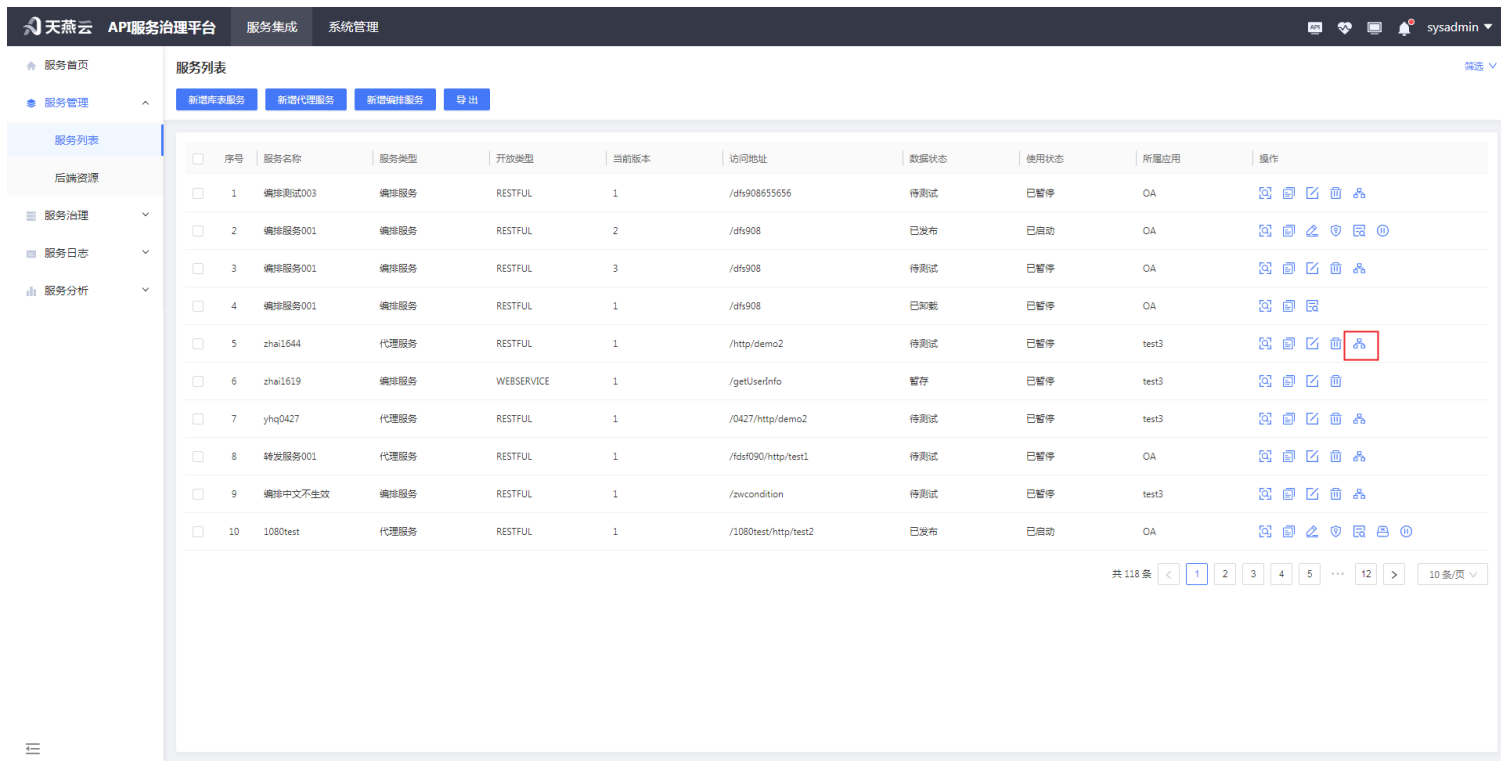 天燕云 API服务治理平台 服务集成 系统管理 API sysadmin
服务首页
服务管理
服务列表
后端资源
服务治理
服务日志
服务分析
服务列表 筛选
新增库表服务 新增代理服务 新增编排服务 导 出
序号 服务名称 服务类型 开放类型 当前版本 访问地址 数据状态 使用状态 所属应用 操作
1 编排测试003 编排服务 RESTFUL 1 /dfs908655656 待测试 已暂停 OA
2 编排服务001 编排服务 RESTFUL 2 /dfs908 已发布 已启动 OA
3 编排服务001 编排服务 RESTFUL 3 /dfs908 待测试 已暂停 OA
4 编排服务001 编排服务 RESTFUL 1 /dfs908 已卸载 已暂停 OA
5 zhai1644 代理服务 RESTFUL 1 /http/demo2 待测试 已暂停 test3
6 zhai1619 编排服务 WEBSERVICE 1 /getUserInfo 暂存 已暂停 test3
7 yhq0427 代理服务 RESTFUL 1 /0427/http/demo2 待测试 已暂停 test3
8 转发服务001 代理服务 RESTFUL 1 /fdsf090/http/test1 待测试 已暂停 OA
9 编排中文不生效 编排服务 RESTFUL 1 /zwcondition 待测试 已暂停 test3
10 1080test 代理服务 RESTFUL 1 /1080test/http/test2 已发布 已启动 OA
共 118 条 < 1 2 3 4 5 ··· 12 > 10 条/页